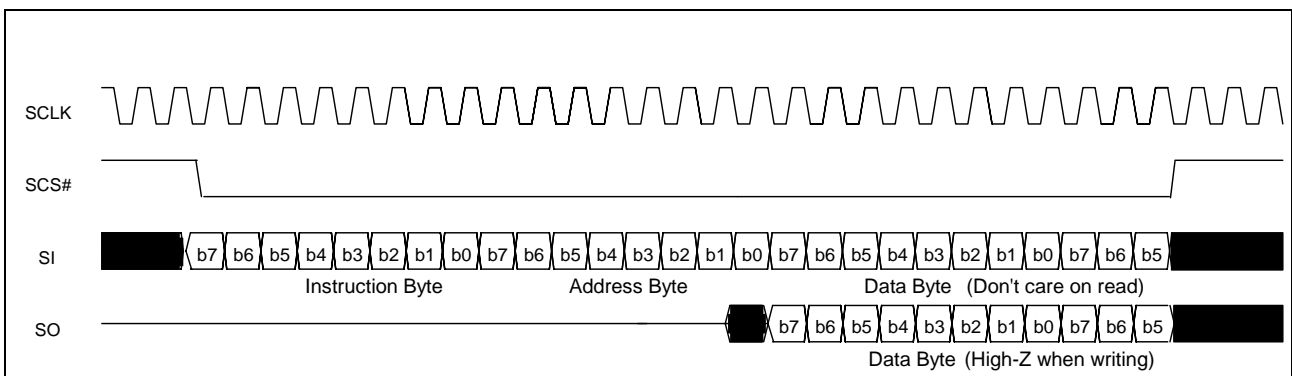 SCLK
SCS#
SI b7 b6 b5 b4 b3 b2 b1 b0 b7 b6 b5 b4 b3 b2 b1 b0 b7 b6 b5 b4 b3 b2 b1 b0 b7 b6 b5
Instruction Byte Address Byte Data Byte (Don't care on read)
SO b7 b6 b5 b4 b3 b2 b1 b0 b7 b6 b5
Data Byte (High-Z when writing)